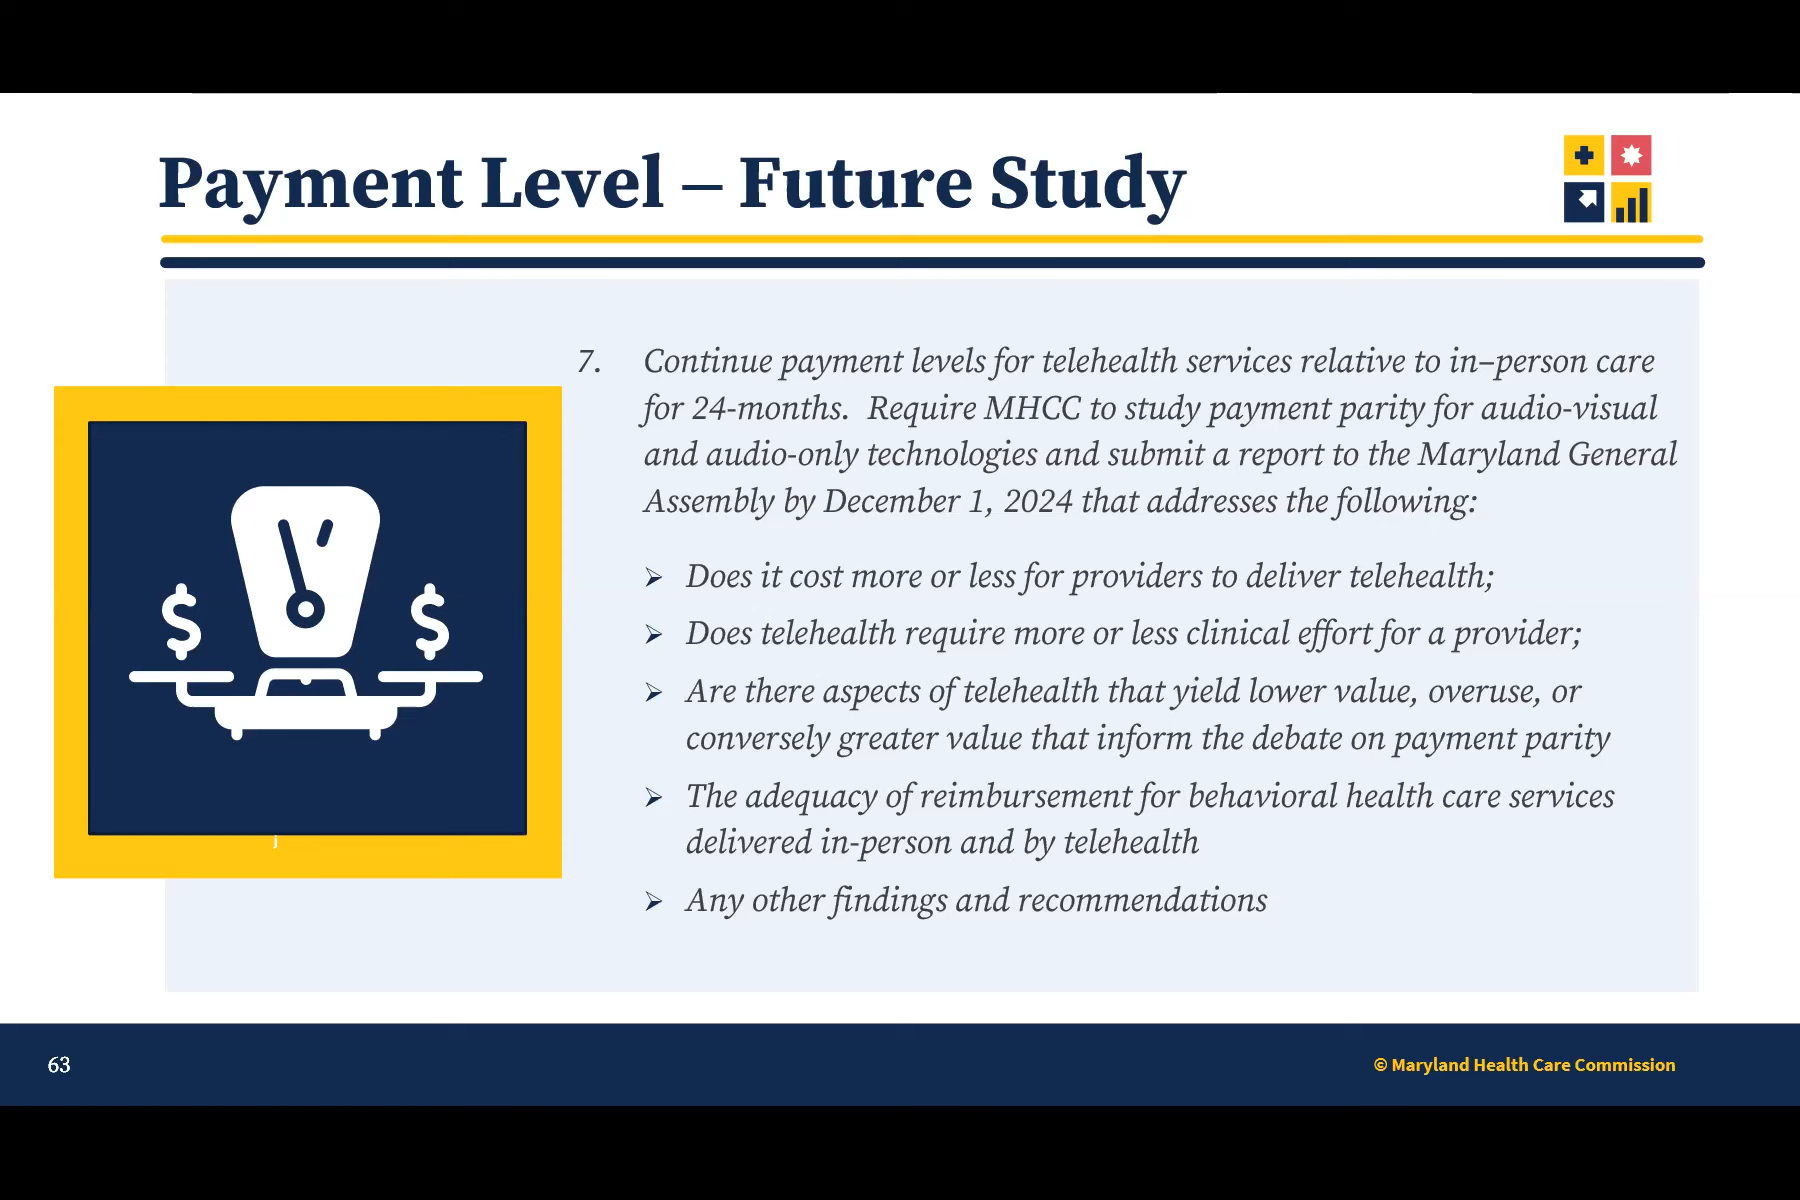 Payment Level – Future Study
7. Continue payment levels for telehealth services relative to in–person care
for 24-months.  Require MHCC to study payment parity for audio-visual
and audio-only technologies and submit a report to the Maryland General
Assembly by December 1, 2024 that addresses the following:
➢ Does it cost more or less for providers to deliver telehealth;
➢ Does telehealth require more or less clinical effort for a provider;
➢ Are there aspects of telehealth that yield lower value, overuse, or
conversely greater value that inform the debate on payment parity
➢ The adequacy of reimbursement for behavioral health care services
delivered in-person and by telehealth
➢ Any other findings and recommendations
$ $
63
© Maryland Health Care Commission